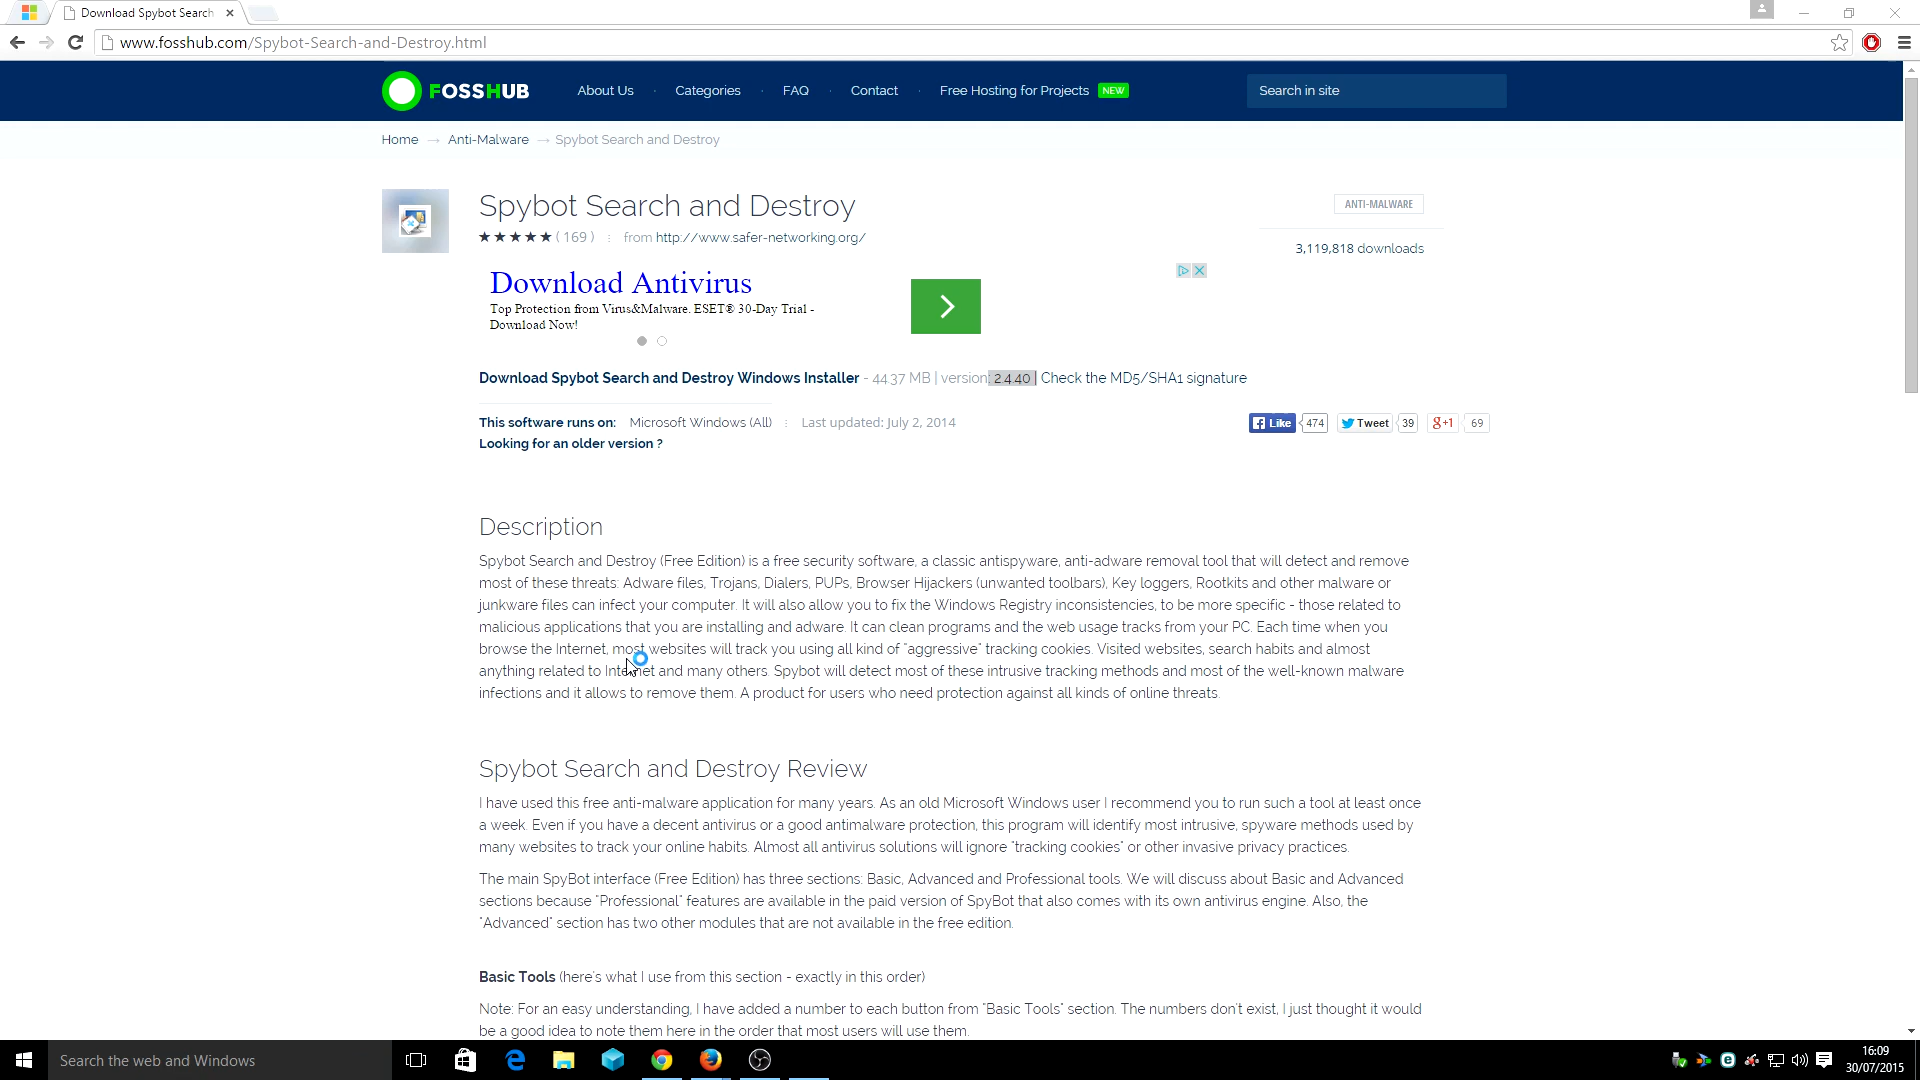 Download Spybot Search
www.fosshub.com/Spybot-Search-and-Destroy.html
FOSSHUB
About Us
Categories
FAQ
Contact
Free Hosting for Projects NEW
Search in site
Home → Anti-Malware → Spybot Search and Destroy
Spybot Search and Destroy
ANTI-MALWARE
★★★★★ (169) : from http://www.safer-networking.org/
3,119,818 downloads
Download Antivirus
Top Protection from Virus&Malware. ESET® 30-Day Trial -
Download Now!
Download Spybot Search and Destroy Windows Installer - 44.37 MB | version: 2.4.40 | Check the MD5/SHA1 signature
This software runs on: Microsoft Windows (All) : Last updated: July 2, 2014
Like 474 Tweet 39 g+1 69
Looking for an older version ?
Description
Spybot Search and Destroy (Free Edition) is a free security software, a classic antispyware, anti-adware removal tool that will detect and remove
most of these threats: Adware files, Trojans, Dialers, PUPs, Browser Hijackers (unwanted toolbars), Key loggers, Rootkits and other malware or
junkware files can infect your computer. It will also allow you to fix the Windows Registry inconsistencies, to be more specific - those related to
malicious applications that you are installing and adware. It can clean programs and the web usage tracks from your PC. Each time when you
browse the Internet, most websites will track you using all kind of "aggressive" tracking cookies. Visited websites, search habits and almost
anything related to Internet and many others. Spybot will detect most of these intrusive tracking methods and most of the well-known malware
infections and it allows to remove them. A product for users who need protection against all kinds of online threats.
Spybot Search and Destroy Review
I have used this free anti-malware application for many years. As an old Microsoft Windows user I recommend you to run such a tool at least once
a week. Even if you have a decent antivirus or a good antimalware protection, this program will identify most intrusive, spyware methods used by
many websites to track your online habits. Almost all antivirus solutions will ignore "tracking cookies" or other invasive privacy practices.
The main SpyBot interface (Free Edition) has three sections: Basic, Advanced and Professional tools. We will discuss about Basic and Advanced
sections because "Professional" features are available in the paid version of SpyBot that also comes with its own antivirus engine. Also, the
"Advanced" section has two other modules that are not available in the free edition.
Basic Tools (here's what I use from this section - exactly in this order)
Note: For an easy understanding, I have added a number to each button from "Basic Tools" section. The numbers don't exist, I just thought it would
be a good idea to note them here in the order that most users will use them.
Search the web and Windows
16:09
30/07/2015